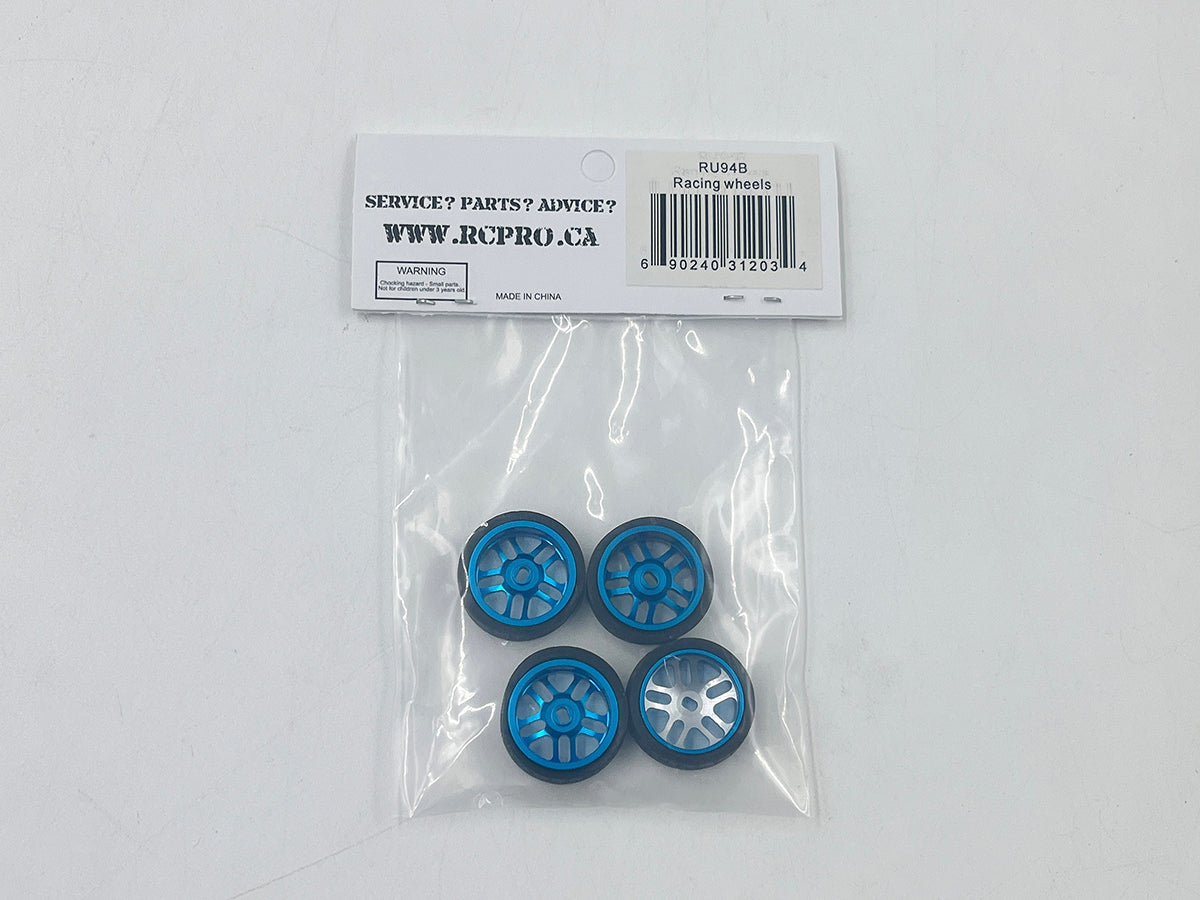 SERVICE? PARTS? ADVICE?
WWW.RCPRO.CA
WARNING
Chocking hazard - Small parts.
Not for children under 3 years old.
MADE IN CHINA
RU94B
Racing wheels
6 90240 31203 4